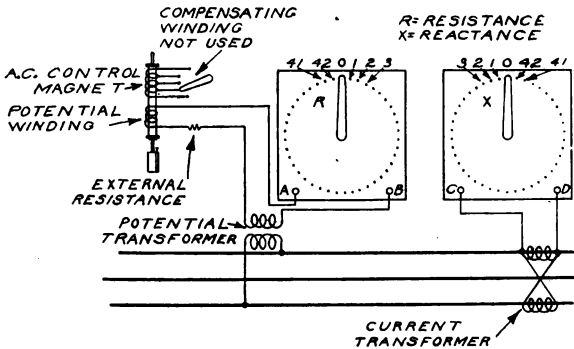 COMPENSATING
WINDING
NOT USED
R=RESISTANCE
X=REACTANCE
A.C. CONTROL
MAGNET
POTENTIAL
WINDING
41 42 0 1 2 3
R
A B
3 2 1 0 42 41
X
C D
EXTERNAL
RESISTANCE
POTENTIAL
TRANSFORMER
CURRENT
TRANSFORMER